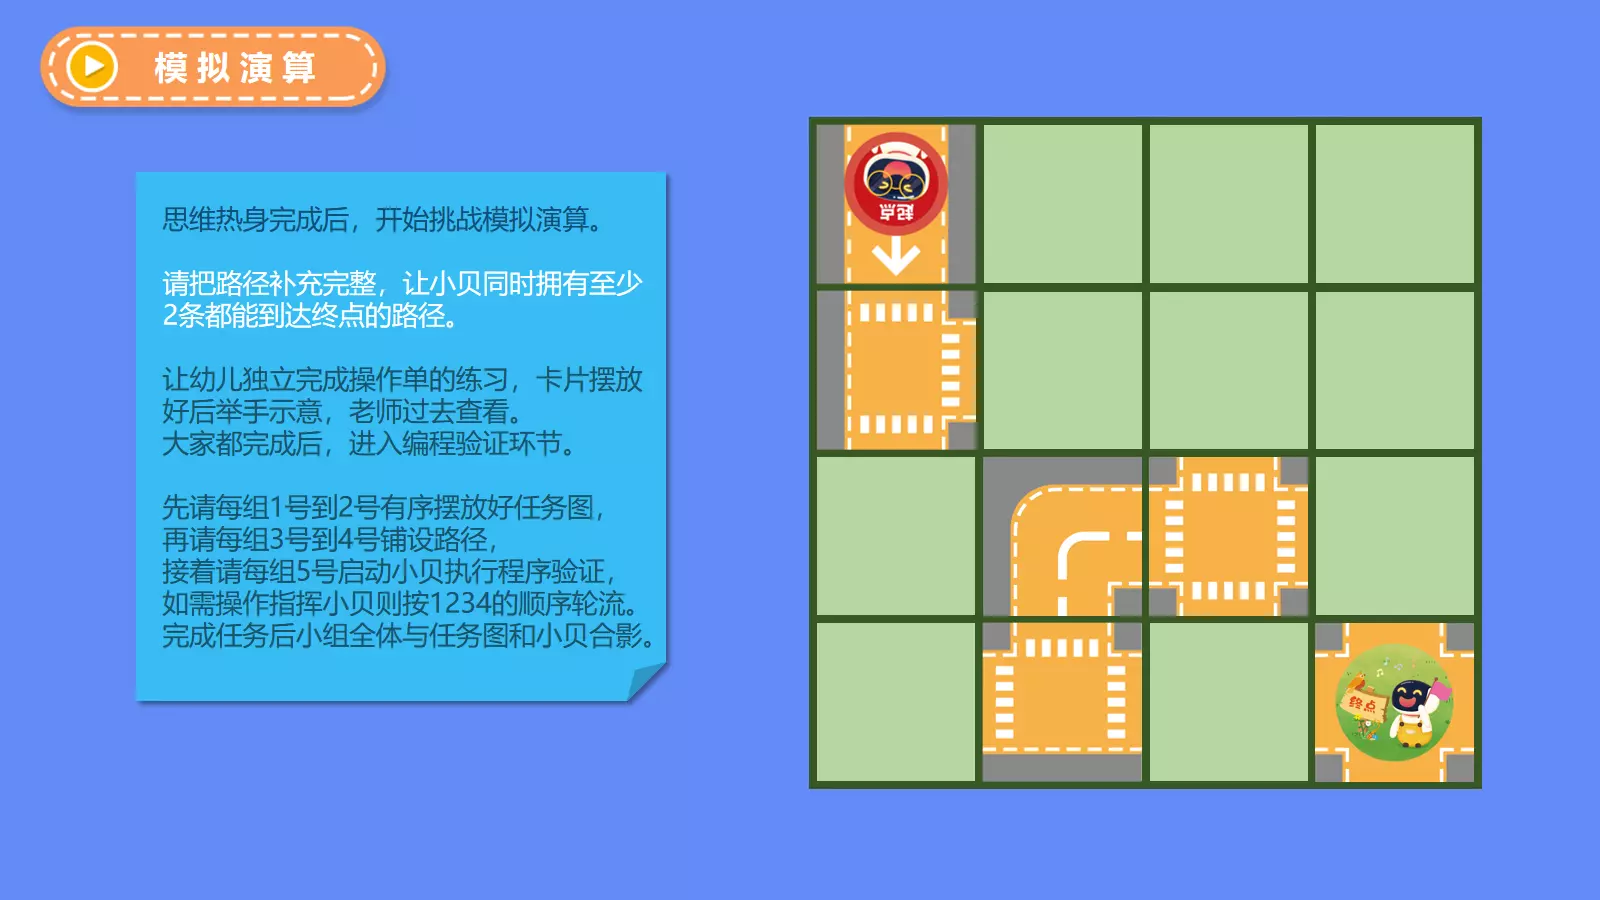 模拟演算
思维热身完成后，开始挑战模拟演算。
请把路径补充完整，让小贝同时拥有至少
2条都能到达终点的路径。
让幼儿独立完成操作单的练习，卡片摆放
好后举手示意，老师过去查看。
大家都完成后，进入编程验证环节。
先请每组1号到2号有序摆放好任务图，
再请每组3号到4号铺设路径，
接着请每组5号启动小贝执行程序验证，
如需操作指挥小贝则按1234的顺序轮流。
完成任务后小组全体与任务图和小贝合影。
起点
终点